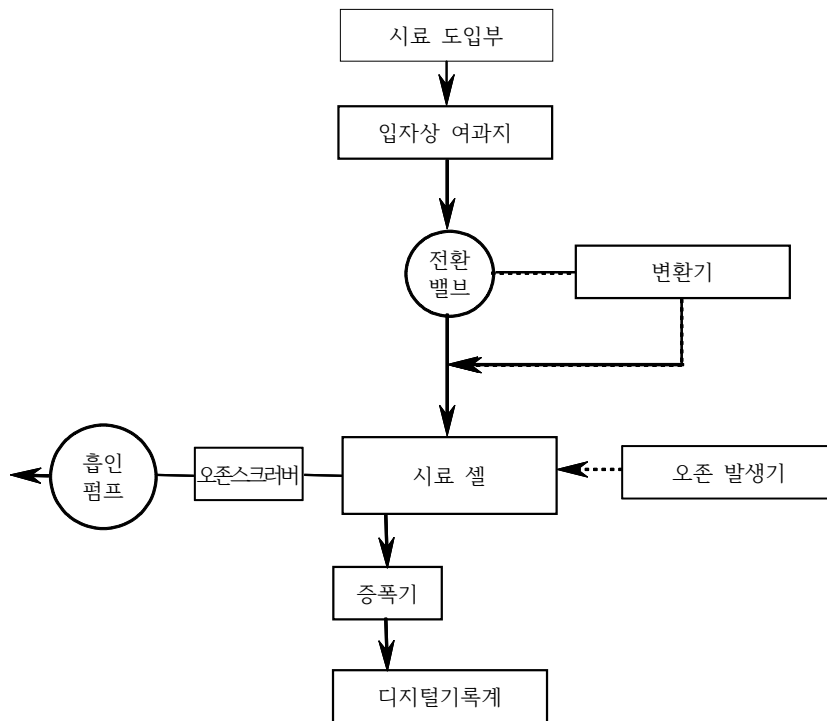 시료 도입부
입자상 여과지
전환
밸브
변환기
흡인
펌프
오존스크러버
시료 셀
오존 발생기
증폭기
디지털기록계